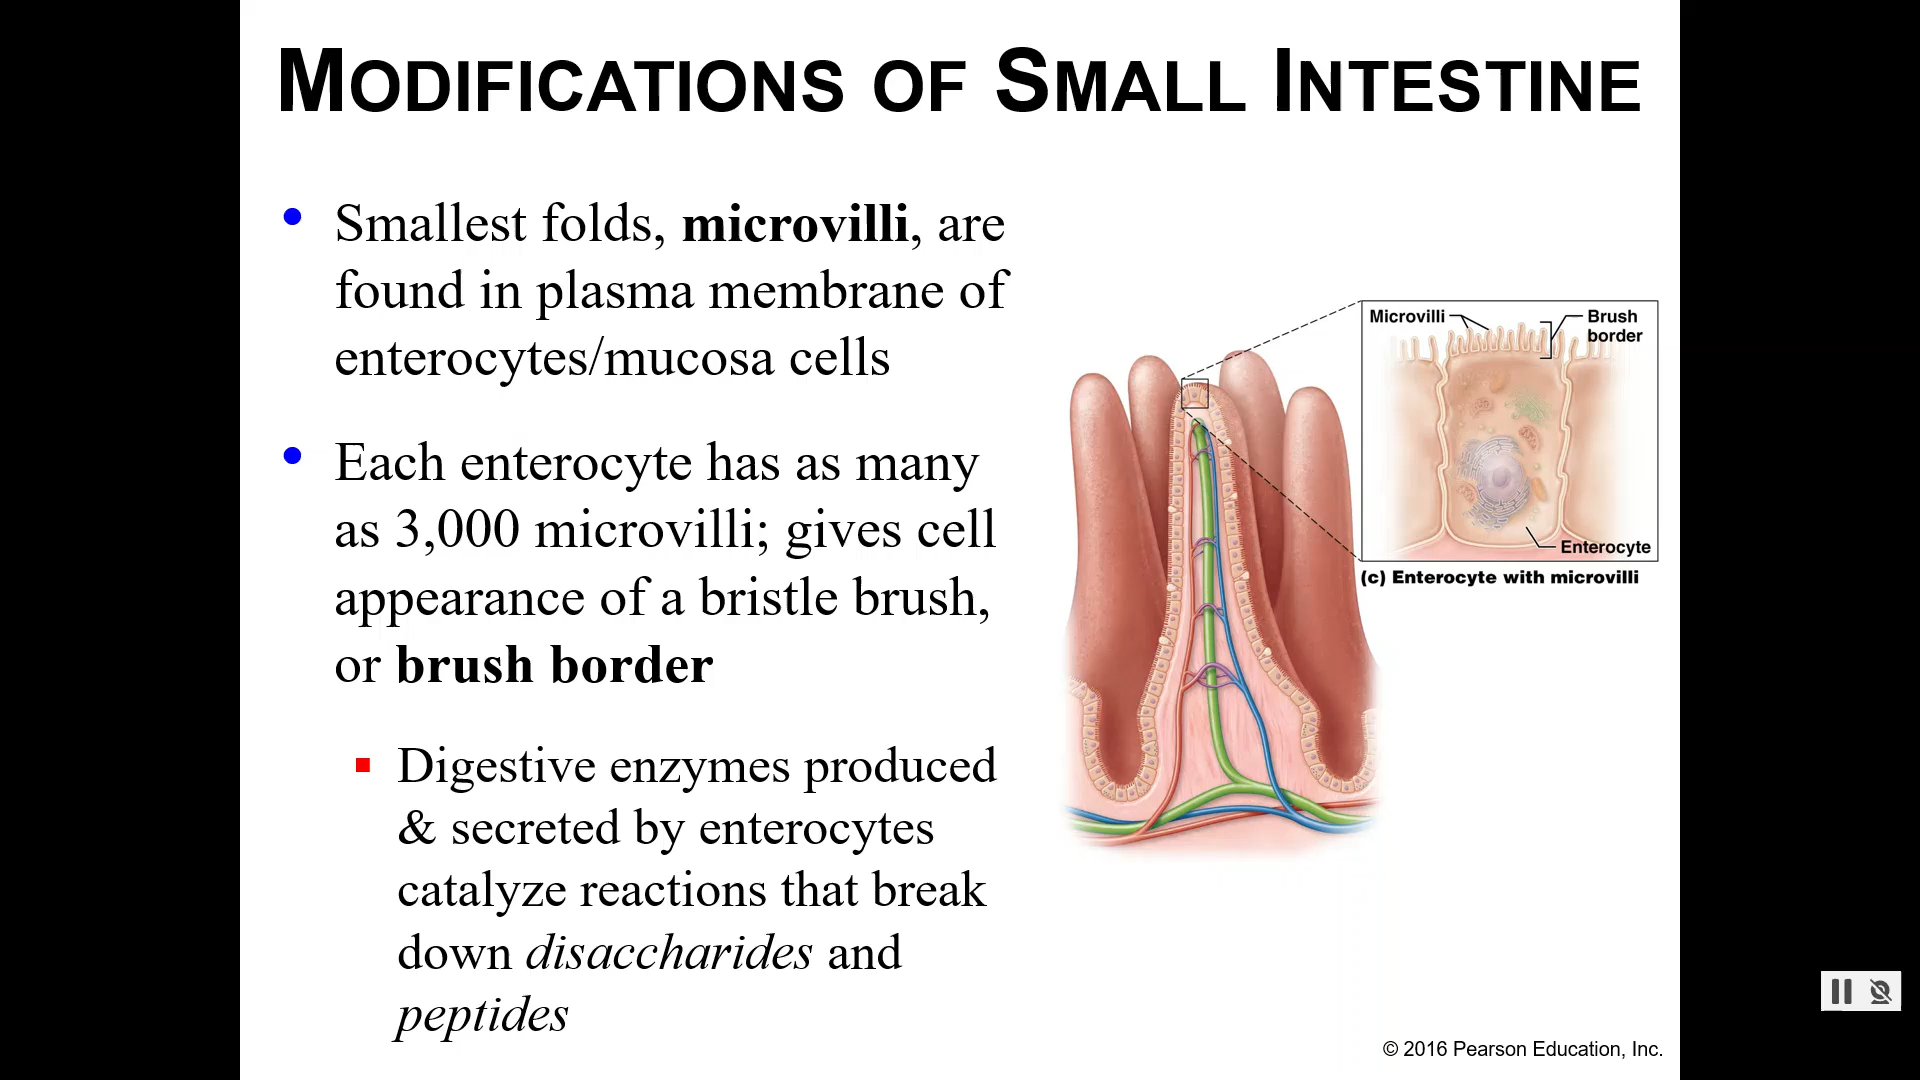 MODIFICATIONS OF SMALL INTESTINE
• Smallest folds, microvilli, are
found in plasma membrane of
enterocytes/mucosa cells
• Each enterocyte has as many
as 3,000 microvilli; gives cell
appearance of a bristle brush,
or brush border
▪ Digestive enzymes produced
& secreted by enterocytes
catalyze reactions that break
down disaccharides and
peptides
Microvilli
Brush
border
Enterocyte
(c) Enterocyte with microvilli
© 2016 Pearson Education, Inc.